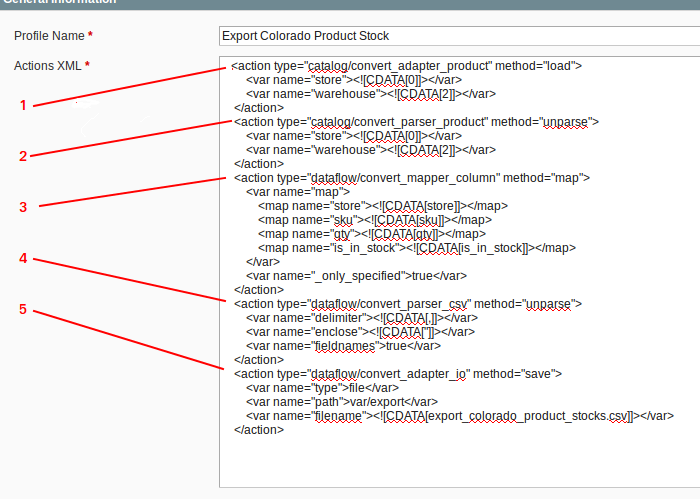 General Information
Profile Name *
Export Colorado Product Stock
Actions XML *
<action type="catalog/convert_adapter_product" method="load">
<var name="store"><![CDATA[0]]></var>
<var name="warehouse"><![CDATA[2]]></var>
</action>
<action type="catalog/convert_parser_product" method="unparse">
<var name="store"><![CDATA[0]]></var>
<var name="warehouse"><![CDATA[2]]></var>
</action>
<action type="dataflow/convert_mapper_column" method="map">
<var name="map">
<map name="store"><![CDATA[store]]></map>
<map name="sku"><![CDATA[sku]]></map>
<map name="qty"><![CDATA[qty]]></map>
<map name="is_in_stock"><![CDATA[is_in_stock]]></map>
</var>
<var name="_only_specified">true</var>
</action>
<action type="dataflow/convert_parser_csv" method="unparse">
<var name="delimiter"><![CDATA[,]]></var>
<var name="enclose"><![CDATA["]]></var>
<var name="fieldnames">true</var>
</action>
<action type="dataflow/convert_adapter_io" method="save">
<var name="type">file</var>
<var name="path">var/export</var>
<var name="filename"><![CDATA[export_colorado_product_stocks.csv]]></var>
</action>
1
2
3
4
5